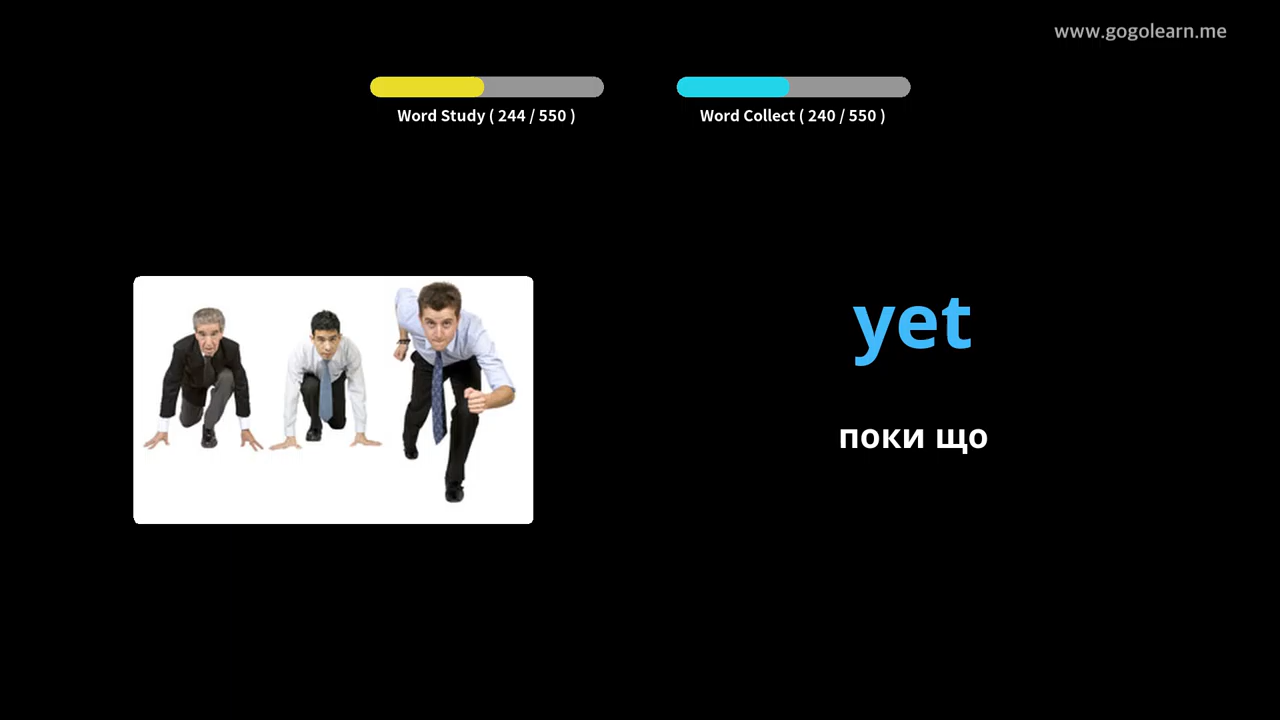 www.gogolearn.me
Word Study ( 244 / 550 )
Word Collect ( 240 / 550 )
yet
поки що